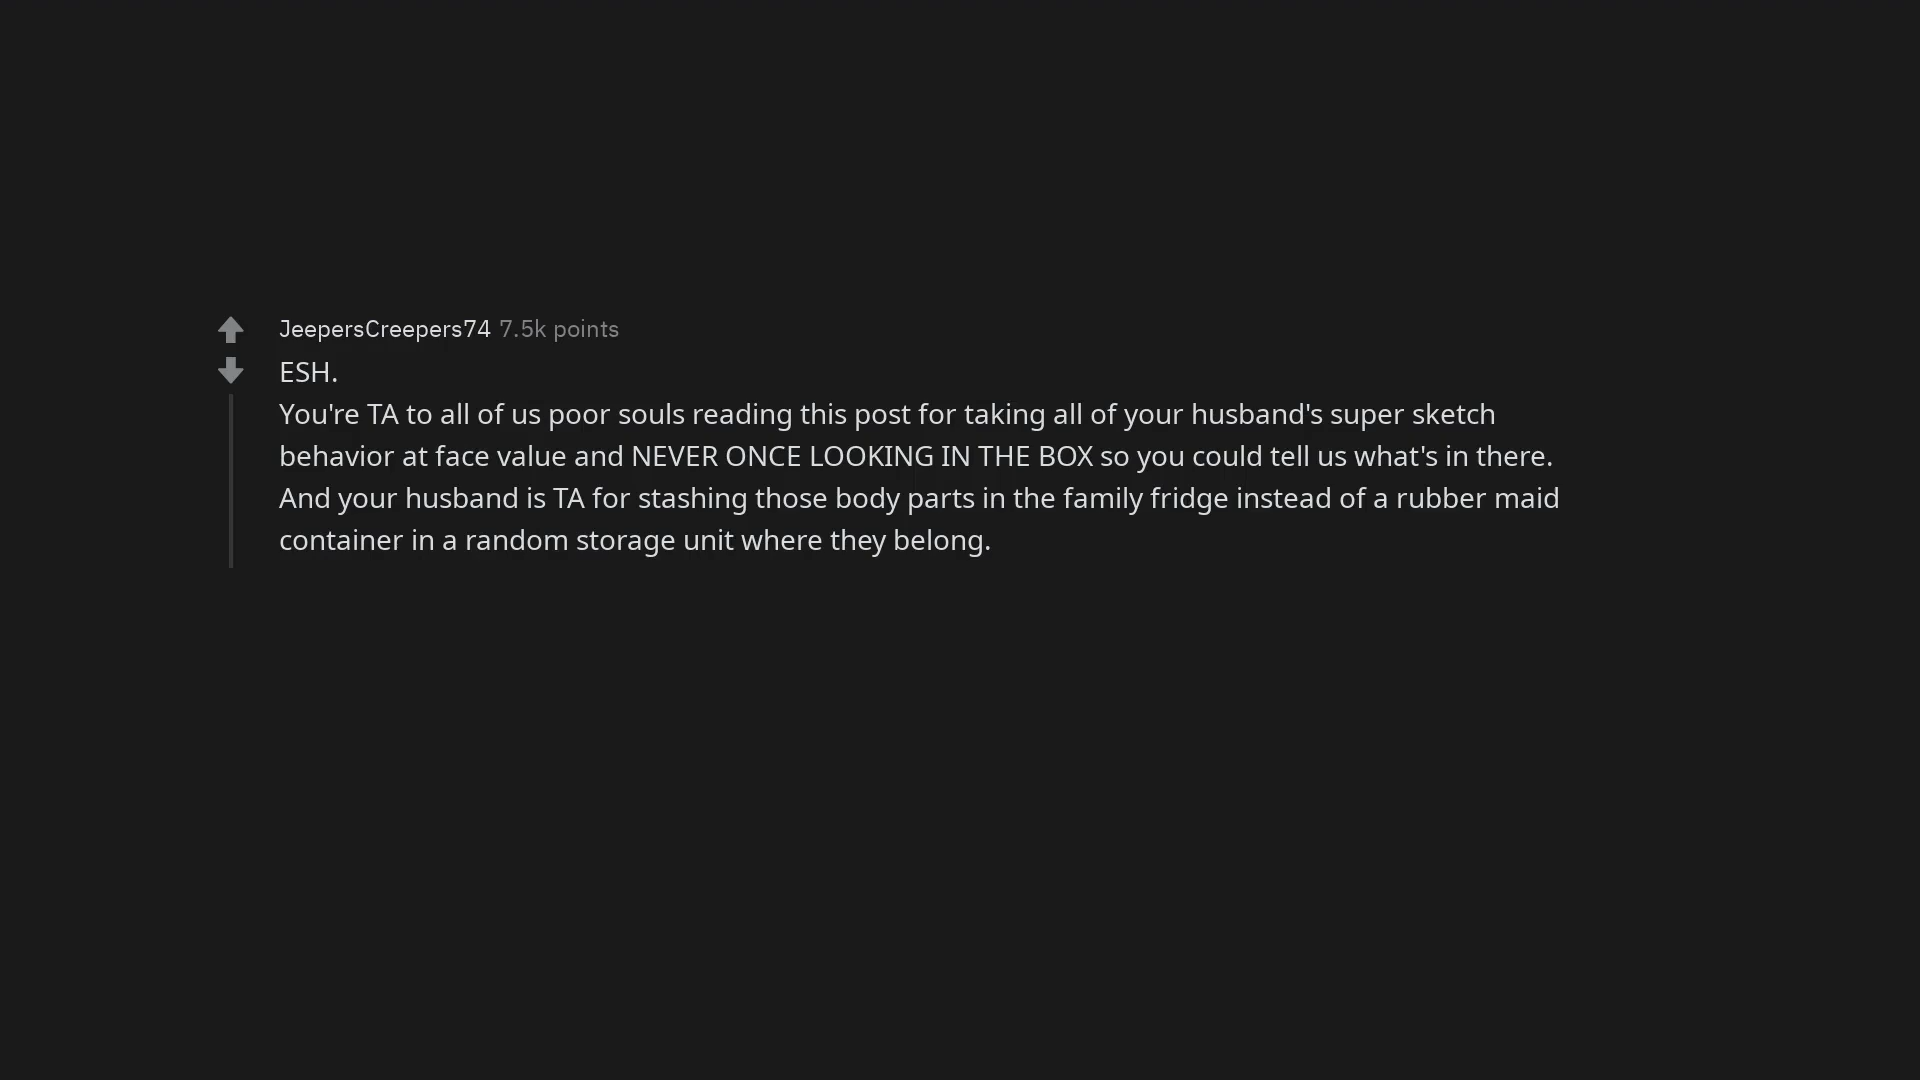 JeepersCreepers74 7.5k points
ESH.
You're TA to all of us poor souls reading this post for taking all of your husband's super sketch
behavior at face value and NEVER ONCE LOOKING IN THE BOX so you could tell us what's in there.
And your husband is TA for stashing those body parts in the family fridge instead of a rubber maid
container in a random storage unit where they belong.